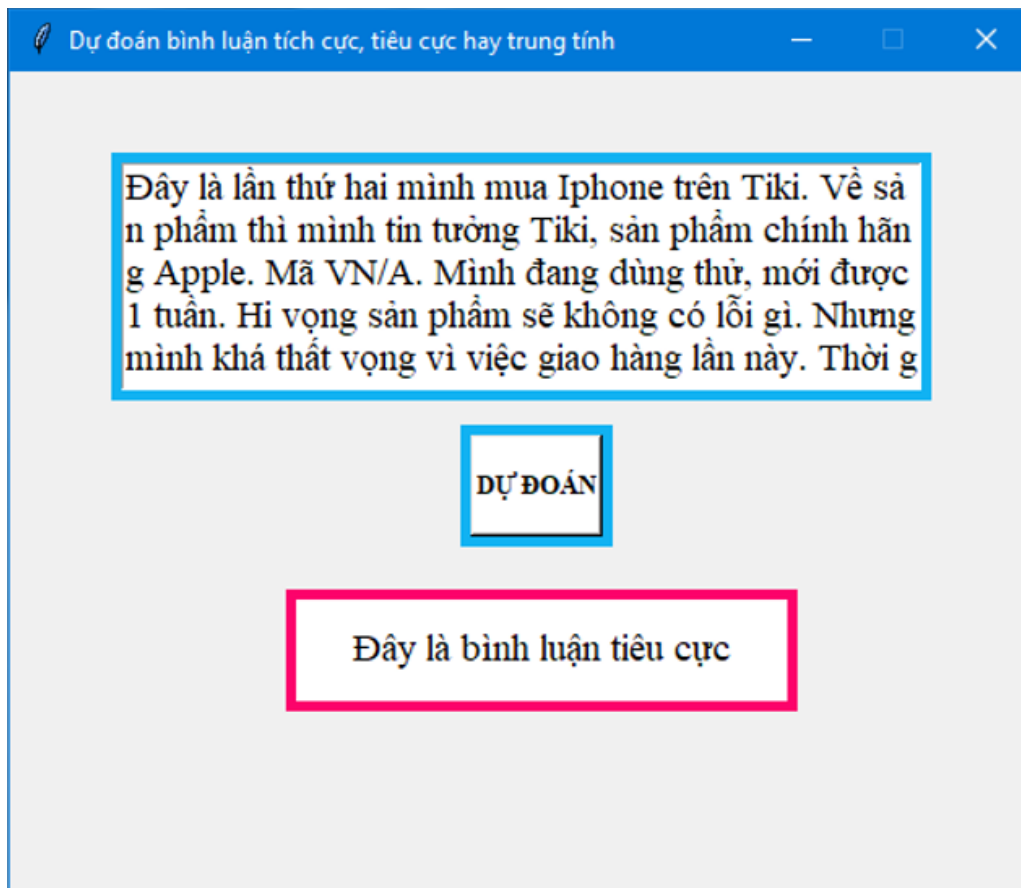 Dự đoán bình luận tích cực, tiêu cực hay trung tính
Đây là lần thứ hai mình mua Iphone trên Tiki. Về sả
n phẩm thì mình tin tưởng Tiki, sản phẩm chính hãn
g Apple. Mã VN/A. Mình đang dùng thử, mới được
1 tuần. Hi vọng sản phẩm sẽ không có lỗi gì. Nhưng
mình khá thất vọng vì việc giao hàng lần này. Thời g
DỰ ĐOÁN
Đây là bình luận tiêu cực